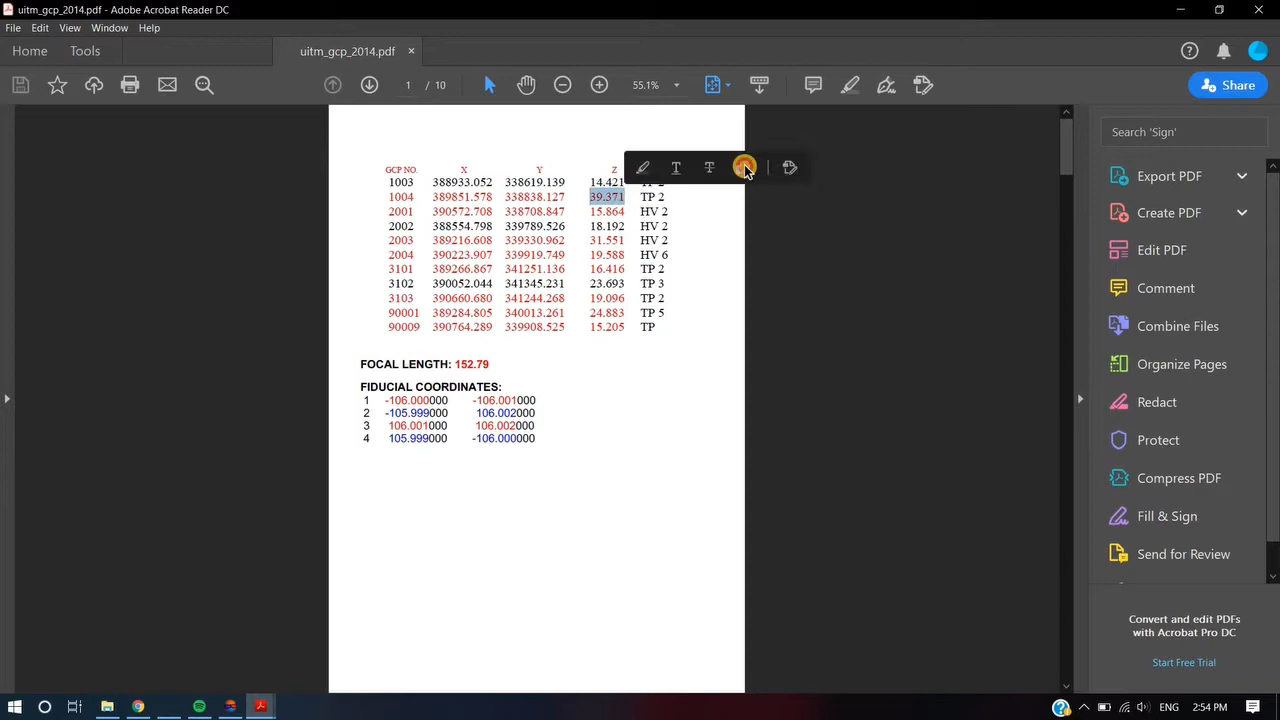 uitm_gcp_2014.pdf - Adobe Acrobat Reader DC
File Edit View Window Help
Home Tools uitm_gcp_2014.pdf ×
1 / 10 55.1% Share
GCP NO. X Y Z
1003 388933.052 338619.139 14.421 TP 2
1004 389851.578 338838.127 39.371 TP 2
2001 390572.708 338708.847 15.864 HV 2
2002 388554.798 339789.526 18.192 HV 2
2003 389216.608 339330.962 31.551 HV 2
2004 390223.907 339919.749 19.588 HV 6
3101 389266.867 341251.136 16.416 TP 2
3102 390052.044 341345.231 23.693 TP 3
3103 390660.680 341244.268 19.096 TP 2
90001 389284.805 340013.261 24.883 TP 5
90009 390764.289 339908.525 15.205 TP
FOCAL LENGTH: 152.79
FIDUCIAL COORDINATES:
1 -106.000000 -106.001000
2 -105.999000 106.002000
3 106.001000 106.002000
4 105.999000 -106.000000
Search 'Sign'
Export PDF
Create PDF
Edit PDF
Comment
Combine Files
Organize Pages
Redact
Protect
Compress PDF
Fill & Sign
Send for Review
Convert and edit PDFs
with Acrobat Pro DC
Start Free Trial
ENG 2:54 PM